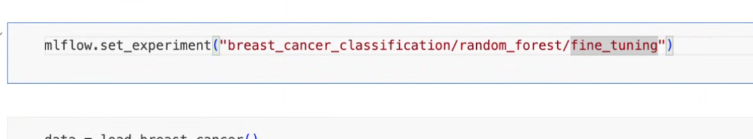 mlflow.set_experiment("breast_cancer_classification/random_forest/fine_tuning")
data = load_breast_cancer()